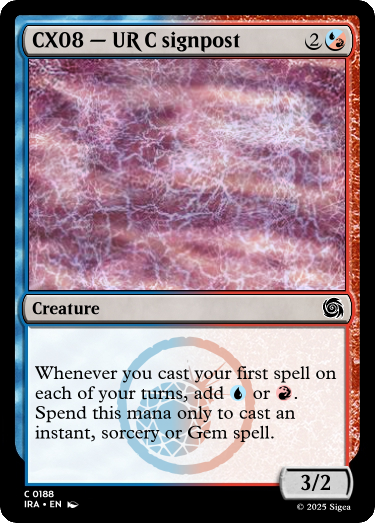 CX08 — UR C signpost 2
Creature
Whenever you cast your first spell on
each of your turns, add or .
Spend this mana only to cast an
instant, sorcery or Gem spell.
3/2
C 0188
IRA • EN
© 2025 Sigea